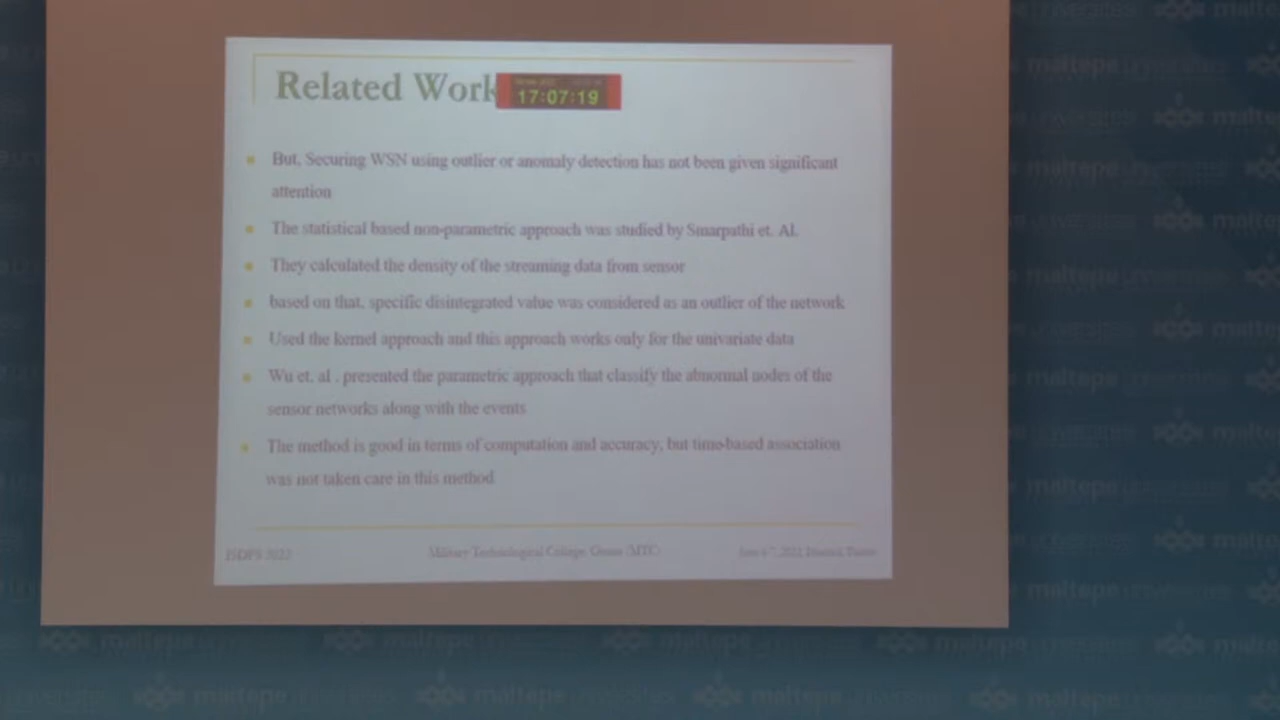 Related Work
17:07:19
But, Securing WSN using outlier or anomaly detection has not been given significant
attention
The statistical based non-parametric approach was studied by Smarpathi et. Al.
They calculated the density of the streaming data from sensor
based on that, specific disintegrated value was considered as an outlier of the network
Used the kernel approach and this approach works only for the univariate data
Wu et. al . presented the parametric approach that classify the abnormal nodes of the
sensor networks along with the events
The method is good in terms of computation and accuracy, but time-based association
was not taken care in this method
Military Technological College, Oman (MTC)
maltepe